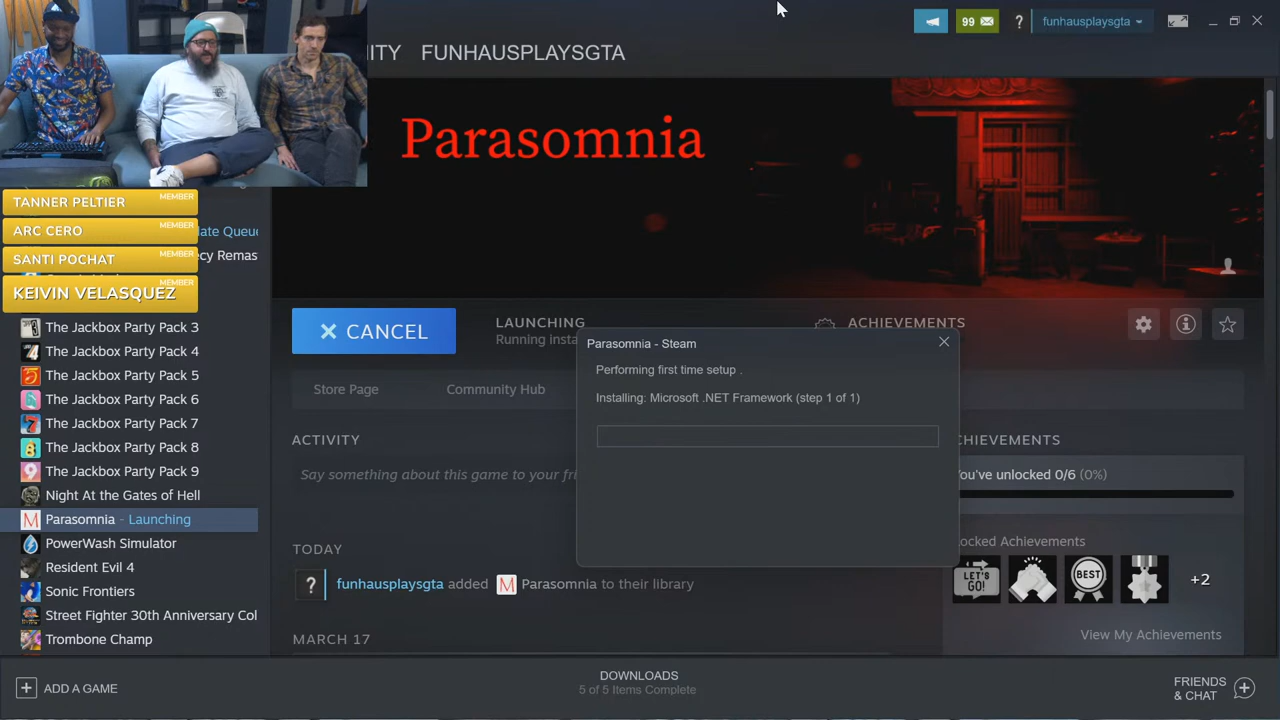 99
?
funhausplaysgta
ITY FUNHAUSPLAYSGTA
Parasomnia
TANNER PELTIER MEMBER
ARC CERO MEMBER
SANTI POCHAT MEMBER
KEIVIN VELASQUEZ MEMBER
late Queue
ecy Remas
The Jackbox Party Pack 3
The Jackbox Party Pack 4
The Jackbox Party Pack 5
The Jackbox Party Pack 6
The Jackbox Party Pack 7
The Jackbox Party Pack 8
The Jackbox Party Pack 9
Night At the Gates of Hell
Parasomnia - Launching
PowerWash Simulator
Resident Evil 4
Sonic Frontiers
Street Fighter 30th Anniversary Col
Trombone Champ
CANCEL
LAUNCHING
Running insta
ACHIEVEMENTS
Parasomnia - Steam
Performing first time setup .
Installing: Microsoft .NET Framework (step 1 of 1)
Store Page Community Hub
ACTIVITY
Say something about this game to your frie
TODAY
? funhausplaysgta added M Parasomnia to their library
MARCH 17
CHIEVEMENTS
You've unlocked 0/6 (0%)
ocked Achievements
LET'S GO!
BEST
+2
View My Achievements
ADD A GAME
DOWNLOADS
5 of 5 Items Complete
FRIENDS
& CHAT